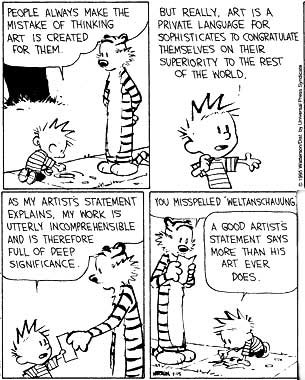 PEOPLE ALWAYS MAKE THE
MISTAKE OF THINKING
ART IS CREATED
FOR THEM.
BUT REALLY, ART IS A
PRIVATE LANGUAGE FOR
SOPHISTICATES TO CONGRATULATE
THEMSELVES ON THEIR
SUPERIORITY TO THE REST
OF THE WORLD.
© 1995 Watterson/Dist. by Universal Press Syndicate
AS MY ARTIST'S STATEMENT
EXPLAINS, MY WORK IS
UTTERLY INCOMPREHENSIBLE
AND IS THEREFORE
FULL OF DEEP
SIGNIFICANCE.
YOU MISSPELLED "WELTANSCHAUUNG.
A GOOD ARTIST'S
STATEMENT SAYS
MORE THAN HIS
ART EVER
DOES.